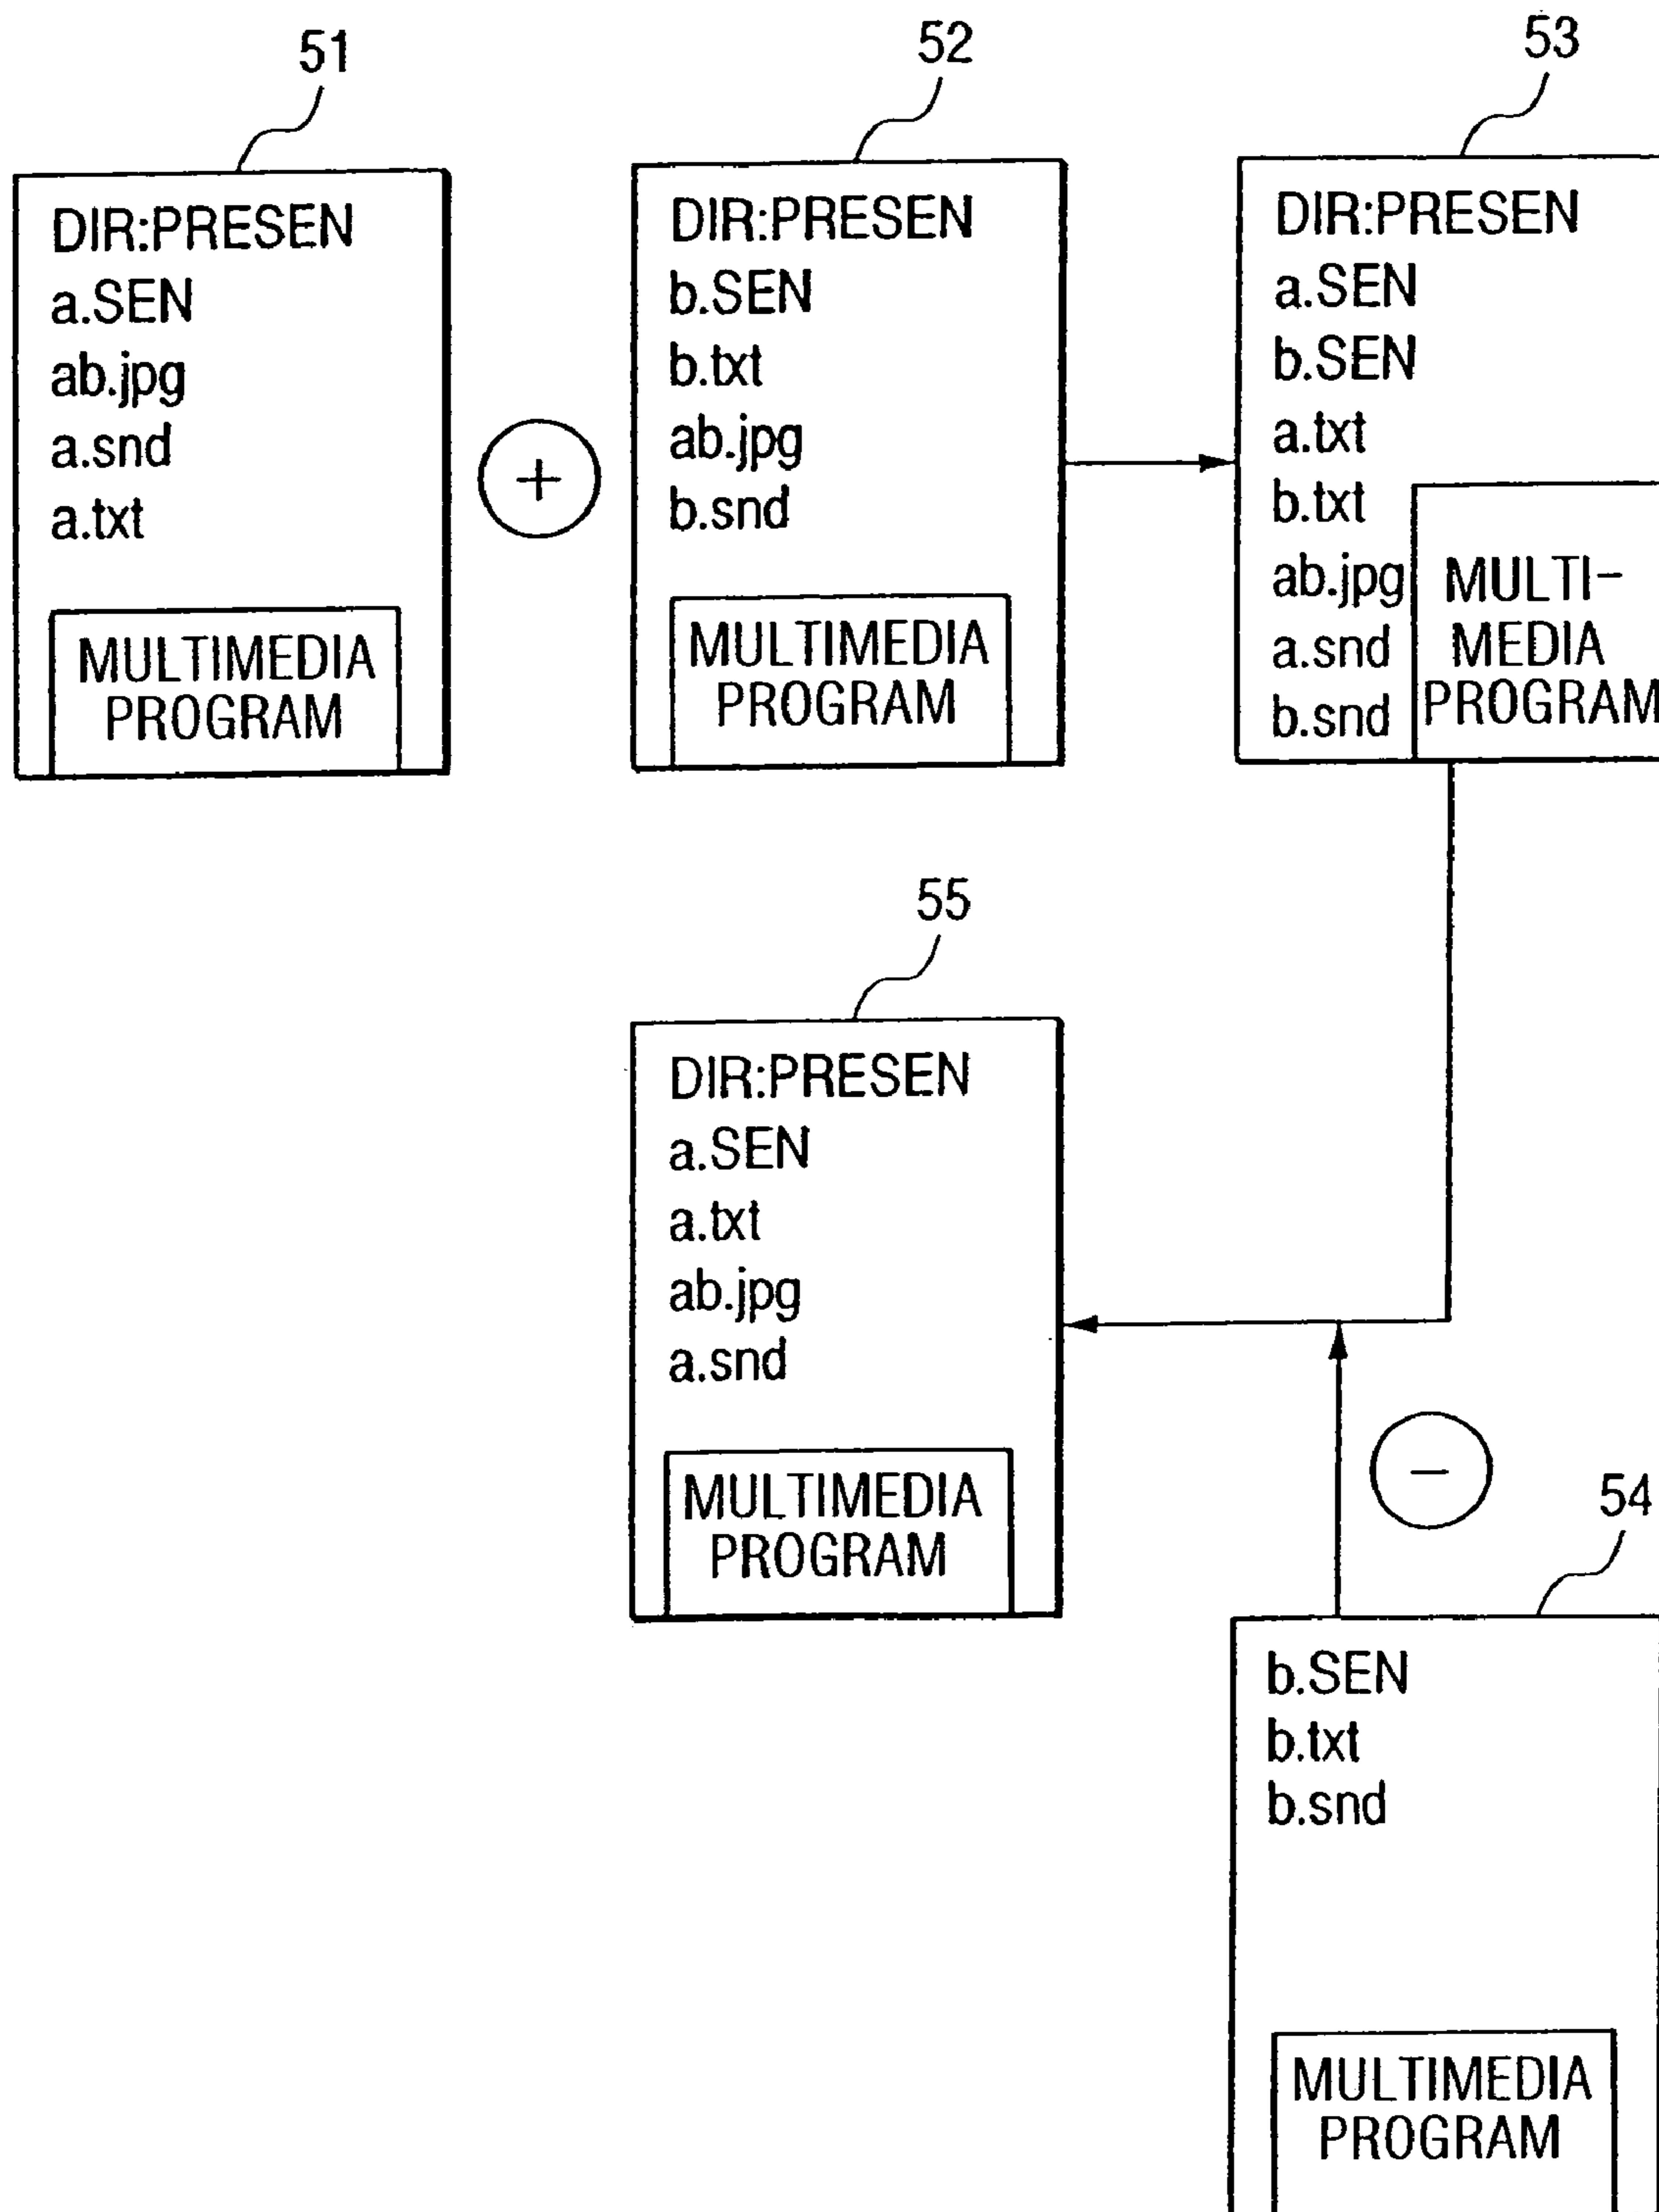 51
DIR:PRESEN
a.SEN
ab.jpg
a.snd
a.txt
MULTIMEDIA
PROGRAM
+
52
DIR:PRESEN
b.SEN
b.txt
ab.jpg
b.snd
MULTIMEDIA
PROGRAM
53
DIR:PRESEN
a.SEN
b.SEN
a.txt
b.txt
ab.jpg
a.snd
b.snd
MULTI-
MEDIA
PROGRAM
55
DIR:PRESEN
a.SEN
a.txt
ab.jpg
a.snd
MULTIMEDIA
PROGRAM
−
54
b.SEN
b.txt
b.snd
MULTIMEDIA
PROGRAM